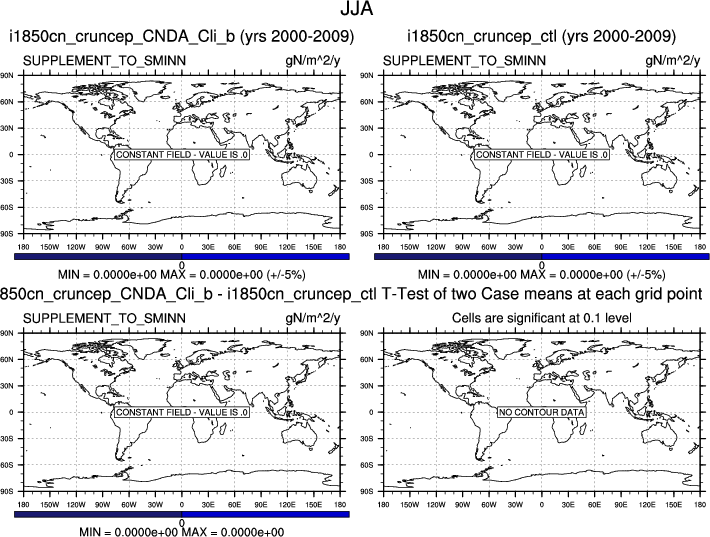 JJA
i1850cn_cruncep_CNDA_Cli_b (yrs 2000-2009)
SUPPLEMENT_TO_SMINN gN/m^2/y
90N
60N
30N
0
30S
60S
90S
CONSTANT FIELD - VALUE IS .0
180 150W 120W 90W 60W 30W 0 30E 60E 90E 120E 150E 180
0
MIN = 0.0000e+00 MAX = 0.0000e+00 (+/-5%)
i1850cn_cruncep_ctl (yrs 2000-2009)
SUPPLEMENT_TO_SMINN gN/m^2/y
90N
60N
30N
0
30S
60S
90S
CONSTANT FIELD - VALUE IS .0
180 150W 120W 90W 60W 30W 0 30E 60E 90E 120E 150E 180
0
MIN = 0.0000e+00 MAX = 0.0000e+00 (+/-5%)
850cn_cruncep_CNDA_Cli_b - i1850cn_cruncep_ctl
SUPPLEMENT_TO_SMINN gN/m^2/y
90N
60N
30N
0
30S
60S
90S
CONSTANT FIELD - VALUE IS .0
180 150W 120W 90W 60W 30W 0 30E 60E 90E 120E 150E 180
0
MIN = 0.0000e+00 MAX = 0.0000e+00
T-Test of two Case means at each grid point
Cells are significant at 0.1 level
90N
60N
30N
0
30S
60S
90S
NO CONTOUR DATA
180 150W 120W 90W 60W 30W 0 30E 60E 90E 120E 150E 180